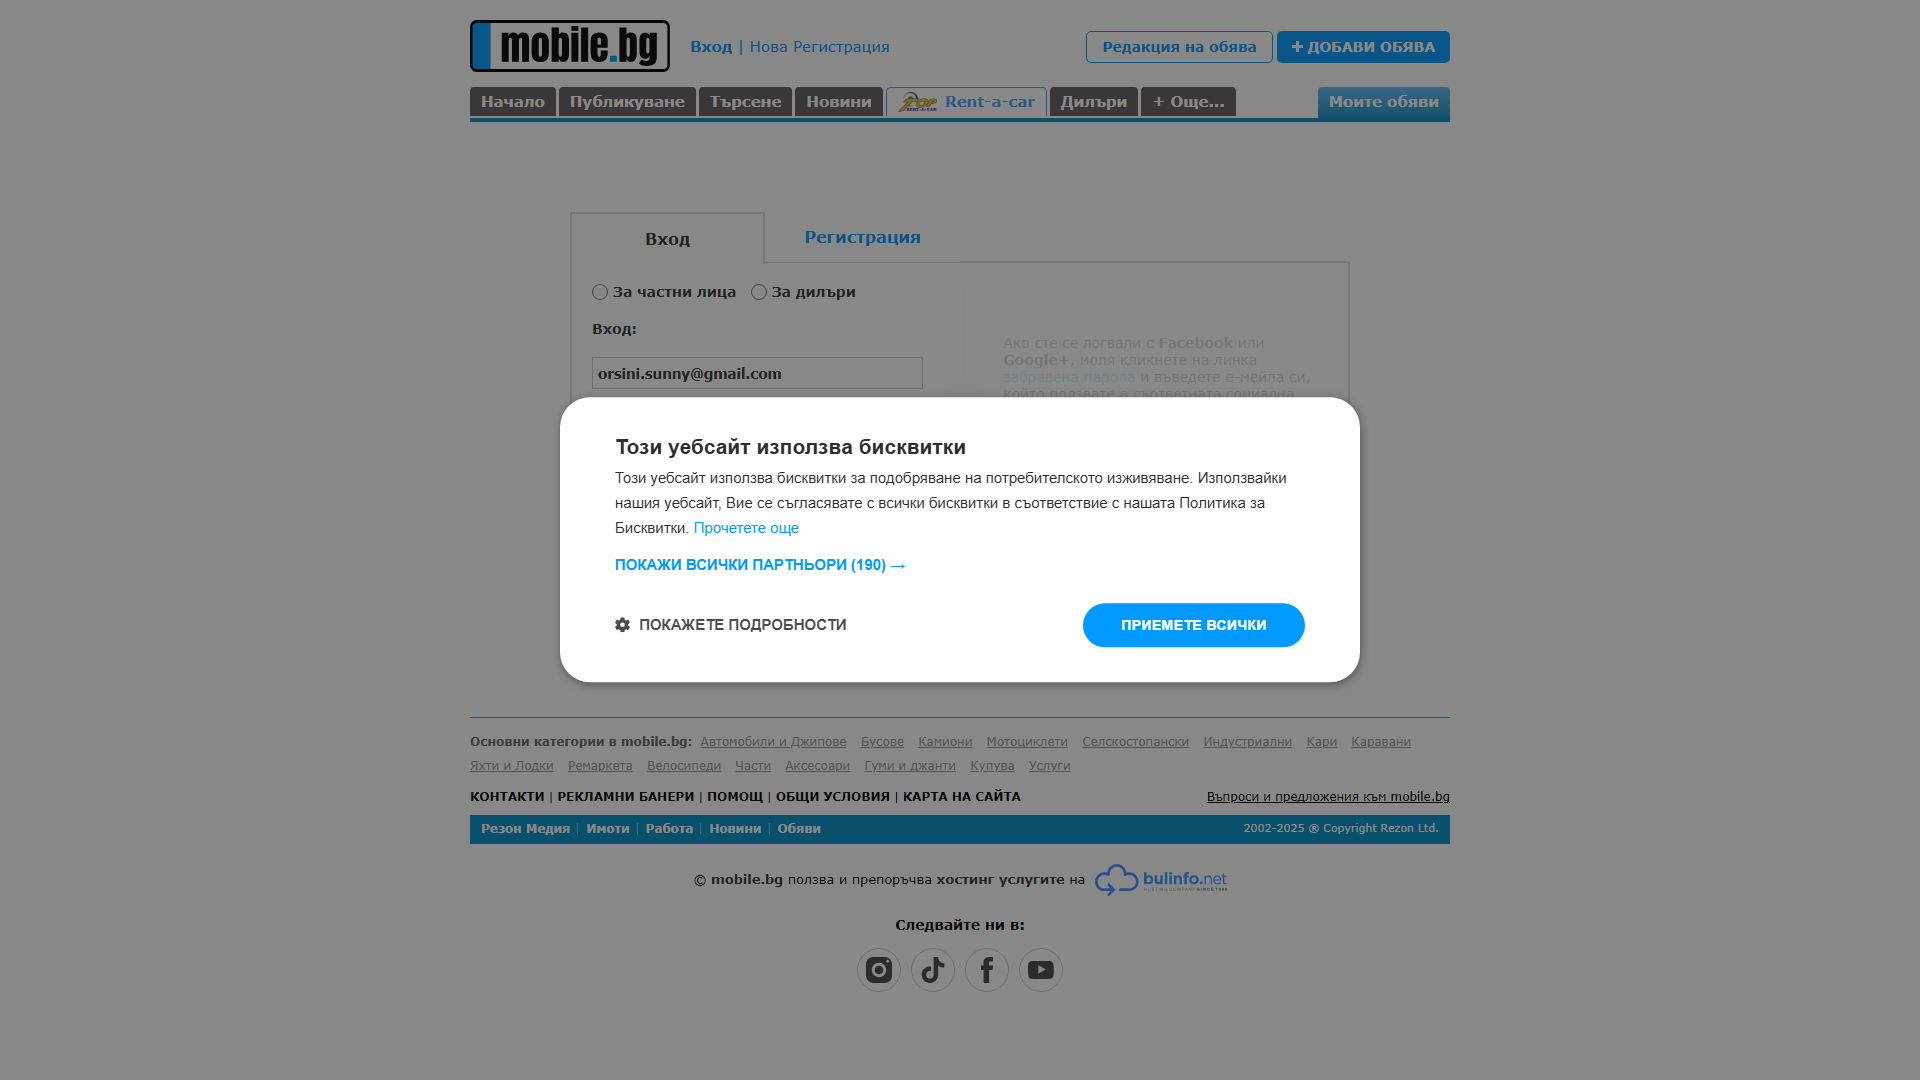 mobile.bg
Вход | Нова Регистрация
Редакция на обява
+ ДОБАВИ ОБЯВА
Начало
Публикуване
Търсене
Новини
TOP RENT-A-CAR Rent-a-car
Дилъри
+ Още...
Моите обяви
Вход
Регистрация
За частни лица
За дилъри
Вход:
orsini.sunny@gmail.com
Ако сте се логвали с Facebook или
Google+, моля кликнете на линка
забравена парола и въведете е-мейла си,
който ползвате в съответната социална
Този уебсайт използва бисквитки
Този уебсайт използва бисквитки за подобряване на потребителското изживяване. Използвайки
нашия уебсайт, Вие се съгласявате с всички бисквитки в съответствие с нашата Политика за
Бисквитки. Прочетете още
ПОКАЖИ ВСИЧКИ ПАРТНЬОРИ (190) →
ПОКАЖЕТЕ ПОДРОБНОСТИ
ПРИЕМЕТЕ ВСИЧКИ
Основни категории в mobile.bg: Автомобили и Джипове Бусове Камиони Мотоциклети Селскостопански Индустриални Кари Каравани
Яхти и Лодки Ремаркета Велосипеди Части Аксесоари Гуми и джанти Купува Услуги
КОНТАКТИ | РЕКЛАМНИ БАНЕРИ | ПОМОЩ | ОБЩИ УСЛОВИЯ | КАРТА НА САЙТА
Въпроси и предложения към mobile.bg
Резон Медия | Имоти | Работа | Новини | Обяви
2002-2025 ® Copyright Rezon Ltd.
© mobile.bg ползва и препоръчва хостинг услугите на
bulinfo.net
HOSTING COMPANY SINCE 1998
Следвайте ни в: